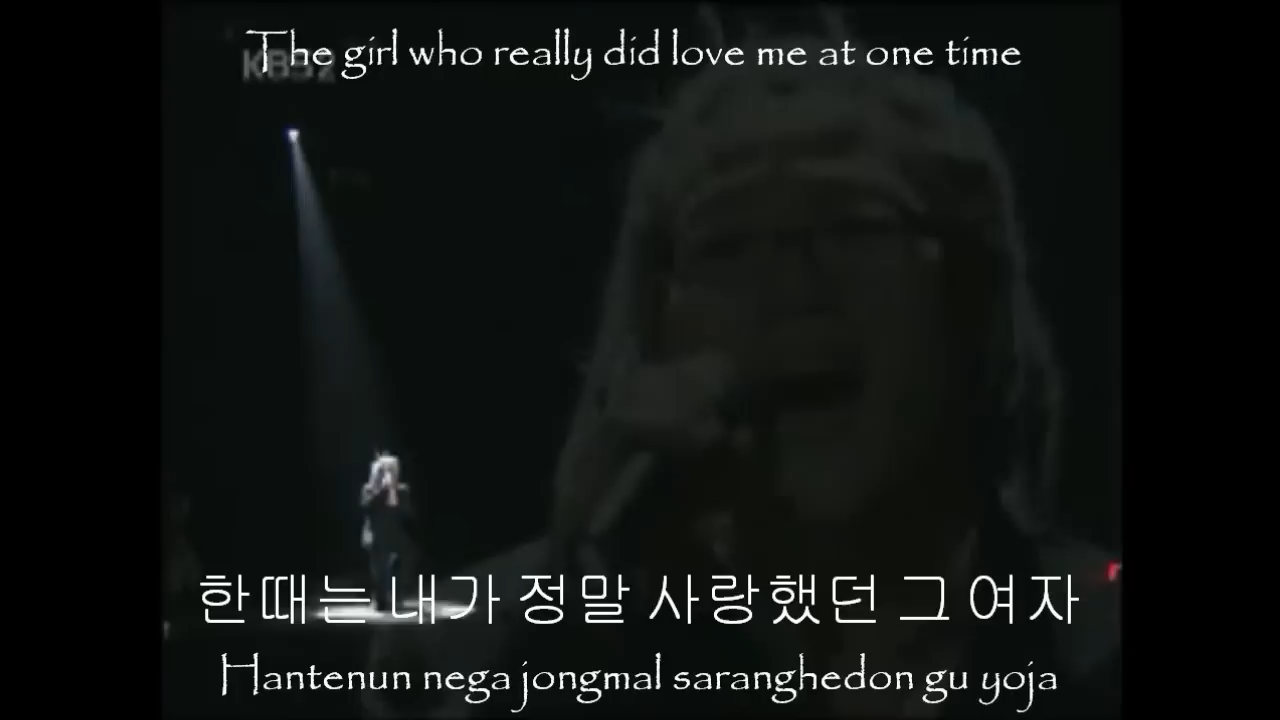 The girl who really did love me at one time
KBS2
한때는 내가 정말 사랑했던 그 여자
Hantenun nega jongmal saranghedon gu yoja